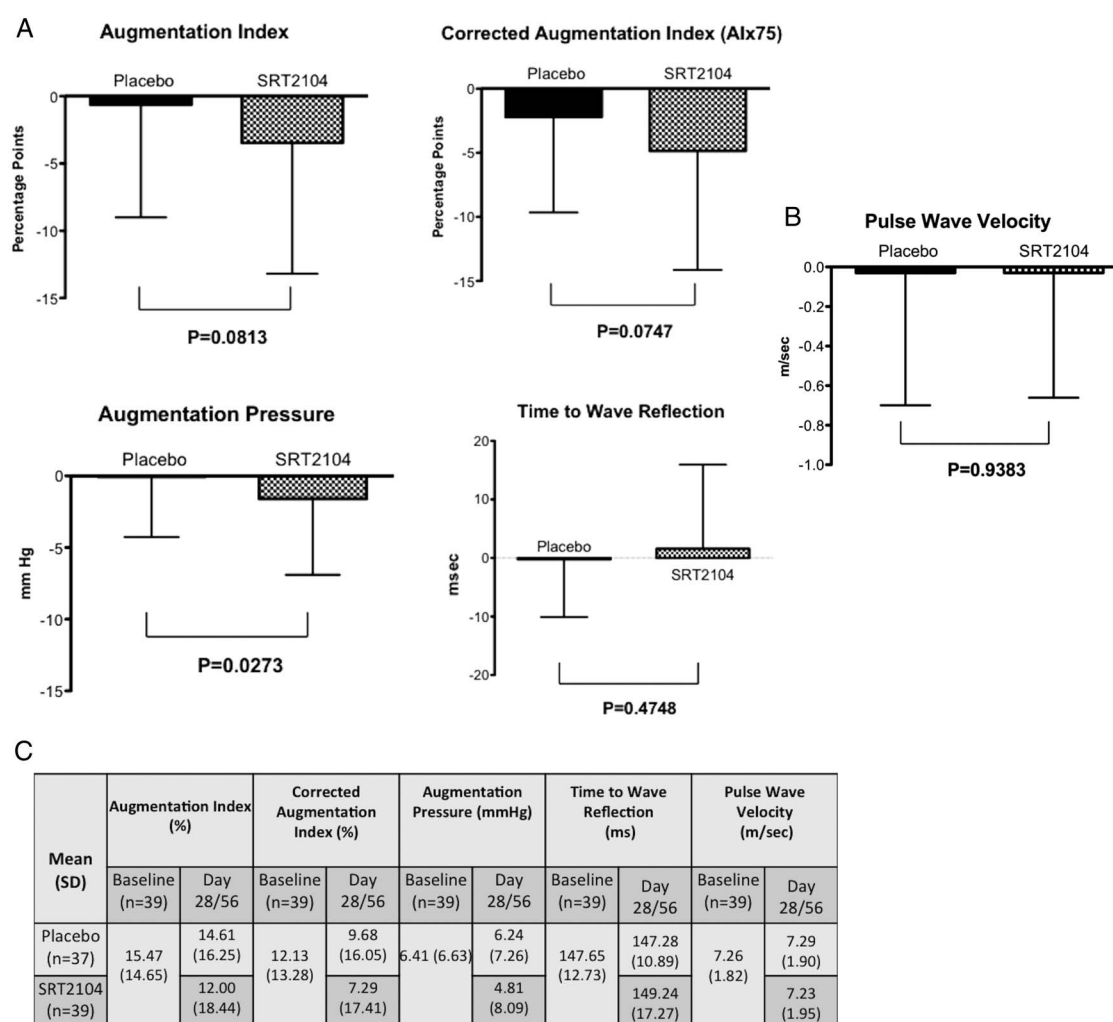 A
Augmentation Index
Placebo SRT2104
Percentage Points
0
-5
-10
-15
P=0.0813
Corrected Augmentation Index (AIx75)
Placebo SRT2104
Percentage Points
0
-5
-10
-15
P=0.0747
B
Pulse Wave Velocity
Placebo SRT2104
m/sec
0.0
-0.2
-0.4
-0.6
-0.8
-1.0
P=0.9383
Augmentation Pressure
Placebo SRT2104
mm Hg
0
-5
-10
-15
P=0.0273
Time to Wave Reflection
msec
20
10
0
-10
-20
Placebo
SRT2104
P=0.4748
C
Mean (SD)
Augmentation Index (%)
Corrected Augmentation Index (%)
Augmentation Pressure (mmHg)
Time to Wave Reflection (ms)
Pulse Wave Velocity (m/sec)
Baseline (n=39) Day 28/56 Baseline (n=39) Day 28/56 Baseline (n=39) Day 28/56 Baseline (n=39) Day 28/56 Baseline (n=39) Day 28/56
Placebo (n=37) 15.47 (14.65) 14.61 (16.25) 12.13 (13.28) 9.68 (16.05) 6.41 (6.63) 6.24 (7.26) 147.65 (12.73) 147.28 (10.89) 7.26 (1.82) 7.29 (1.90)
SRT2104 (n=39) 12.00 (18.44) 7.29 (17.41) 4.81 (8.09) 149.24 (17.27) 7.23 (1.95)